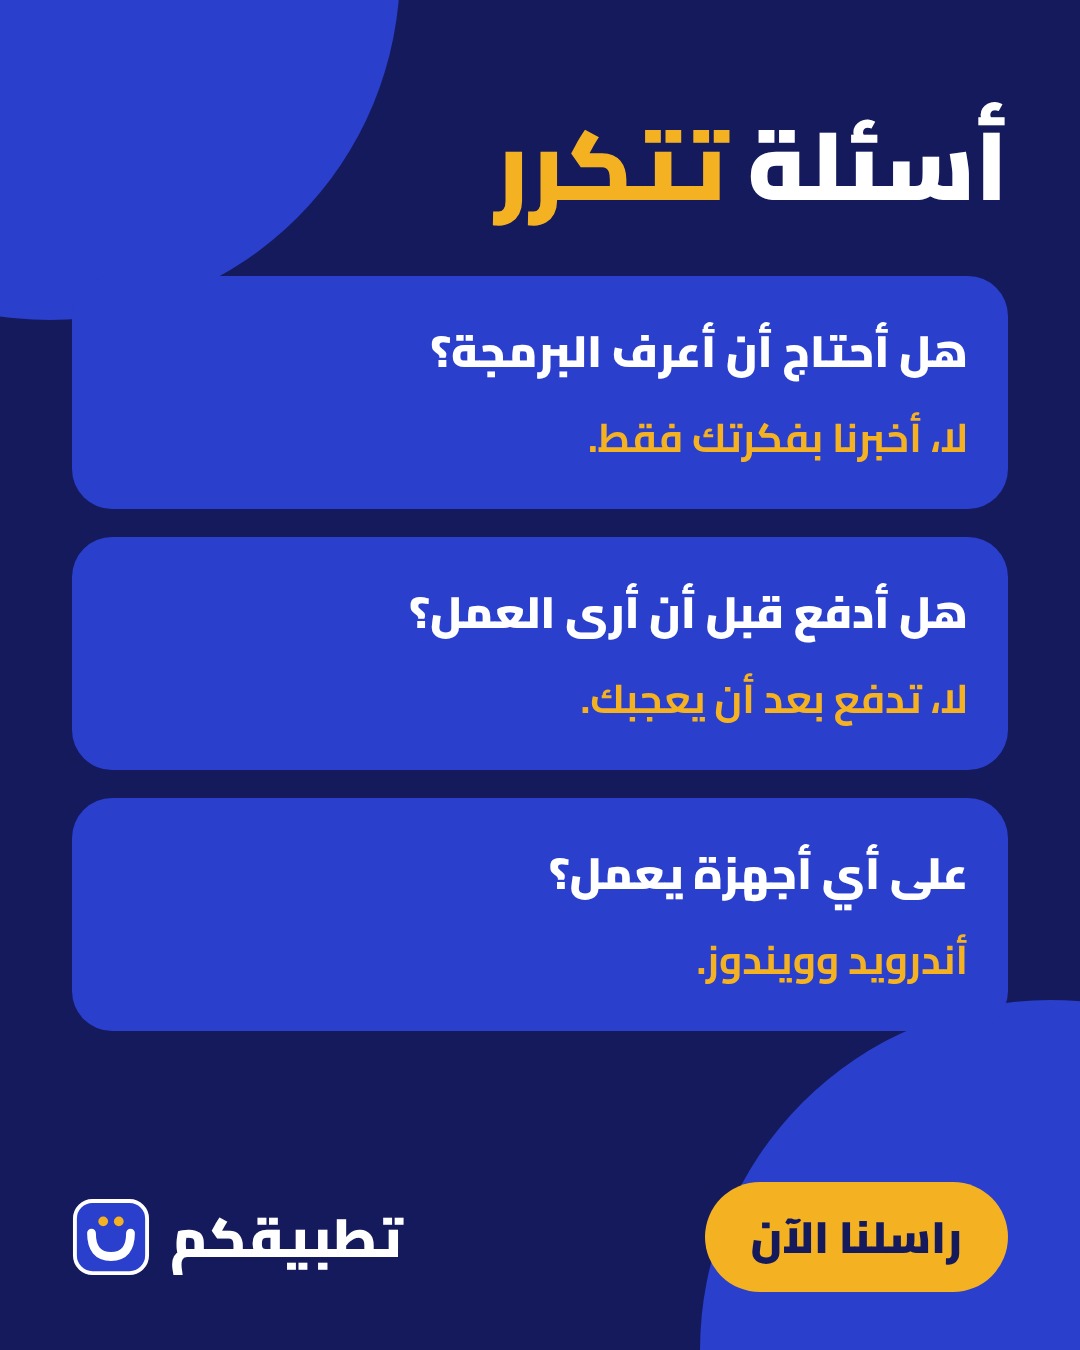 أسئلة تتكرر
هل أحتاج أن أعرف البرمجة؟
لا، أخبرنا بفكرتك فقط.
هل أدفع قبل أن أرى العمل؟
لا، تدفع بعد أن يعجبك.
على أي أجهزة يعمل؟
أندرويد وويندوز.
راسلنا الآن
تطبيقكم